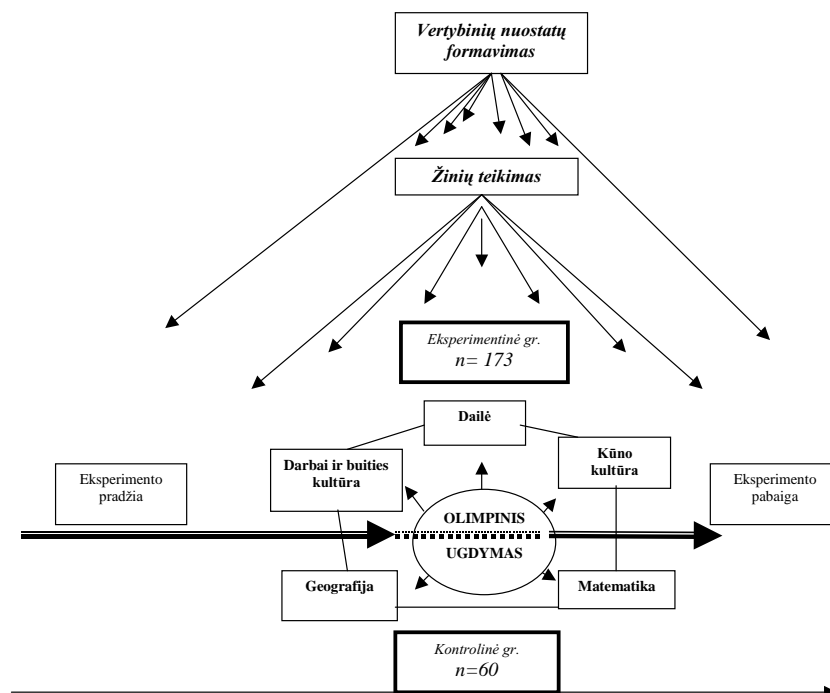 Vertybinių nuostatų
formavimas
Žinių teikimas
Eksperimentinė gr.
n= 173
Dailė
Darbai ir buities
kultūra
Kūno
kultūra
Eksperimento
pradžia
Eksperimento
pabaiga
OLIMPINIS
UGDYMAS
Geografija
Matematika
Kontrolinė gr.
n=60